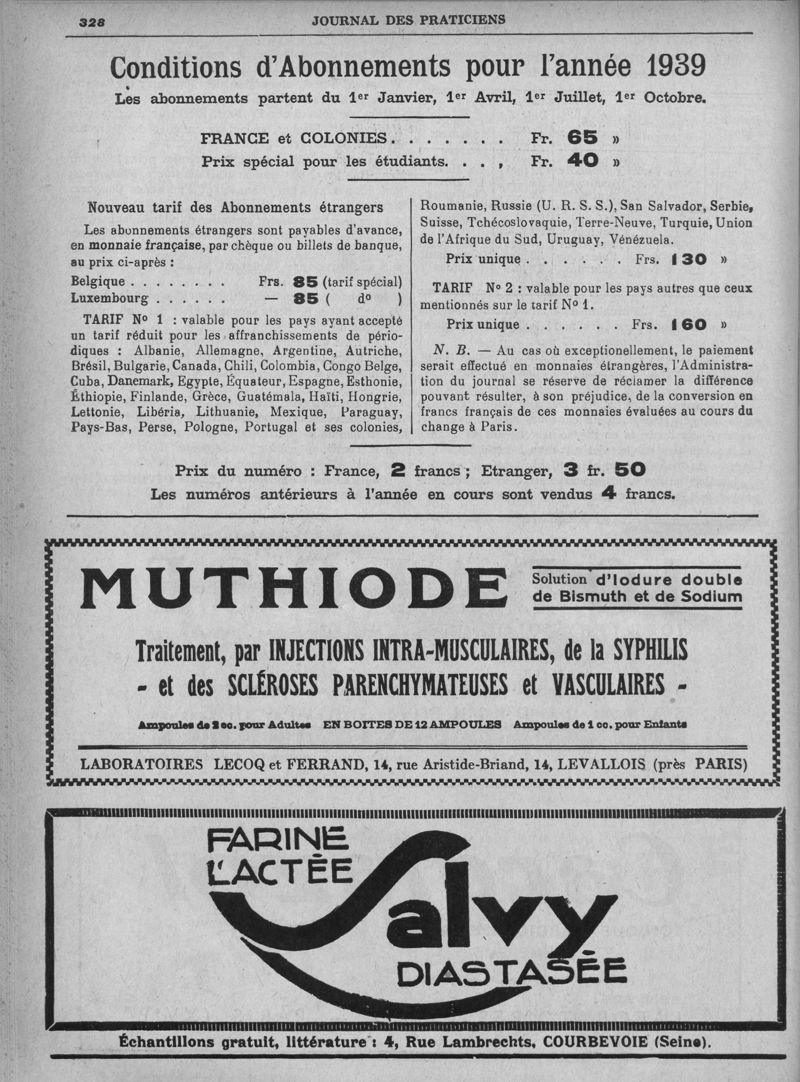 328
JOURNAL DES PRATICIENS
Conditions d'Abonnements pour l'année 1939
Les abonnements partent du 1er Janvier, 1er Avril, 1er Juillet, 1er Octobre.
FRANCE et COLONIES. . . . . . . Fr. 65 »
Prix spécial pour les étudiants. . . , Fr. 40 »
Nouveau tarif des Abonnements étrangers
Les abonnements étrangers sont payables d'avance,
en monnaie française, par chèque ou billets de banque,
au prix ci-après :
Belgique . . . . . . . . Frs. 85 (tarif spécial)
Luxembourg . . . . . . — 85 ( do )
TARIF No 1 : valable pour les pays ayant accepté
un tarif réduit pour les affranchissements de pério-
diques : Albanie, Allemagne, Argentine, Autriche,
Brésil, Bulgarie, Canada, Chili, Colombia, Congo Belge,
Cuba, Danemark, Egypte, Équateur, Espagne, Esthonie,
Éthiopie, Finlande, Grèce, Guatémala, Haïti, Hongrie,
Lettonie, Libéria, Lithuanie, Mexique, Paraguay,
Pays-Bas, Perse, Pologne, Portugal et ses colonies,
Roumanie, Russie (U. R. S. S.), San Salvador, Serbie,
Suisse, Tchécoslovaquie, Terre-Neuve, Turquie, Union
de l'Afrique du Sud, Uruguay, Vénézuela.
Prix unique . . . . . . Frs. 130 »
TARIF No 2 : valable pour les pays autres que ceux
mentionnés sur le tarif No 1.
Prix unique . . . . . . Frs. 160 »
N. B. — Au cas où exceptionellement, le paiement
serait effectué en monnaies étrangères, l'Administra-
tion du journal se réserve de réclamer la différence
pouvant résulter, à son préjudice, de la conversion en
francs français de ces monnaies évaluées au cours du
change à Paris.
Prix du numéro : France, 2 francs ; Etranger, 3 fr. 50
Les numéros antérieurs à l'année en cours sont vendus 4 francs.
MUTHIODE
Solution d'Iodure double
de Bismuth et de Sodium
Traitement, par INJECTIONS INTRA-MUSCULAIRES, de la SYPHILIS
- et des SCLÉROSES PARENCHYMATEUSES et VASCULAIRES -
Ampoules de 2 cc. pour Adultes EN BOITES DE 12 AMPOULES Ampoules de 1 cc. pour Enfants
LABORATOIRES LECOQ et FERRAND, 14, rue Aristide-Briand, 14, LEVALLOIS (près PARIS)
FARINE
L'ACTÉE
Salvy
DIASTASÉE
Échantillons gratuit, littérature : 4, Rue Lambrechts, COURBEVOIE (Seine).